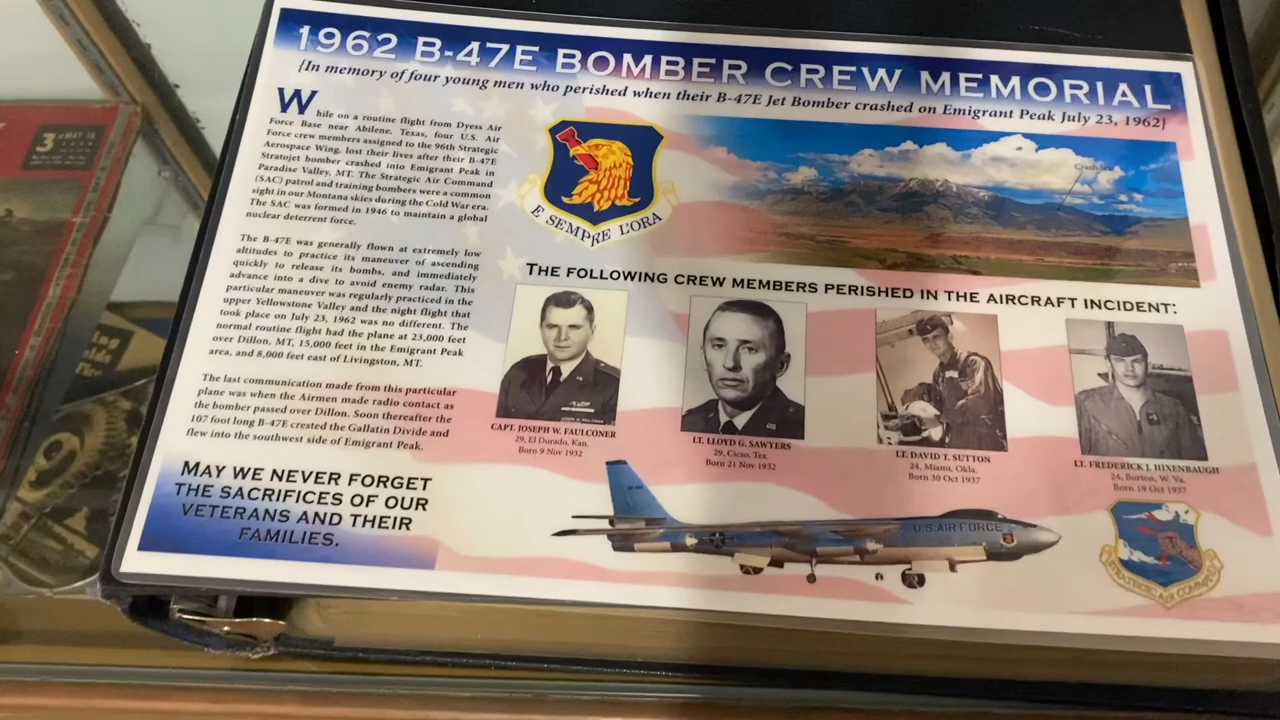 1962 B-47E BOMBER CREW MEMORIAL
{In memory of four young men who perished when their B-47E Jet Bomber crashed on Emigrant Peak July 23, 1962}
While on a routine flight from Dyess Air
Force Base near Abilene, Texas, four U.S. Air
Force crew members assigned to the 96th Strategic
Aerospace Wing, lost their lives after their B-47E
Stratojet bomber crashed into Emigrant Peak in
Paradise Valley, MT. The Strategic Air Command
(SAC) patrol and training bombers were a common
sight in our Montana skies during the Cold War era.
The SAC was formed in 1946 to maintain a global
nuclear deterrent force.
The B-47E was generally flown at extremely low
altitudes to practice its maneuver of ascending
quickly to release its bombs, and immediately
advance into a dive to avoid enemy radar. This
particular maneuver was regularly practiced in the
upper Yellowstone Valley and the night flight that
took place on July 23, 1962 was no different. The
normal routine flight had the plane at 23,000 feet
over Dillon, MT, 15,000 feet in the Emigrant Peak
area, and 8,000 feet east of Livingston, MT.
The last communication made from this particular
plane was when the Airmen made radio contact as
the bomber passed over Dillon. Soon thereafter the
107 foot long B-47E crested the Gallatin Divide and
flew into the southwest side of Emigrant Peak.
MAY WE NEVER FORGET
THE SACRIFICES OF OUR
VETERANS AND THEIR
FAMILIES.
E SEMPRE L'ORA
Crash Site
THE FOLLOWING CREW MEMBERS PERISHED IN THE AIRCRAFT INCIDENT:
CAPT. JOSEPH W. FAULCONER
29, El Dorado, Kan.
Born 9 Nov 1932
LT. LLOYD G. SAWYERS
29, Cicso, Tex
Born 21 Nov 1932
LT. DAVID T. SUTTON
24, Miami, Okla.
Born 30 Oct 1937
LT. FREDERICK J. HIXENBAUGH
24, Burton, W. Va.
Born 19 Oct 1937
U.S. AIR FORCE
STRATEGIC AIR COMMAND
3
MAY 15